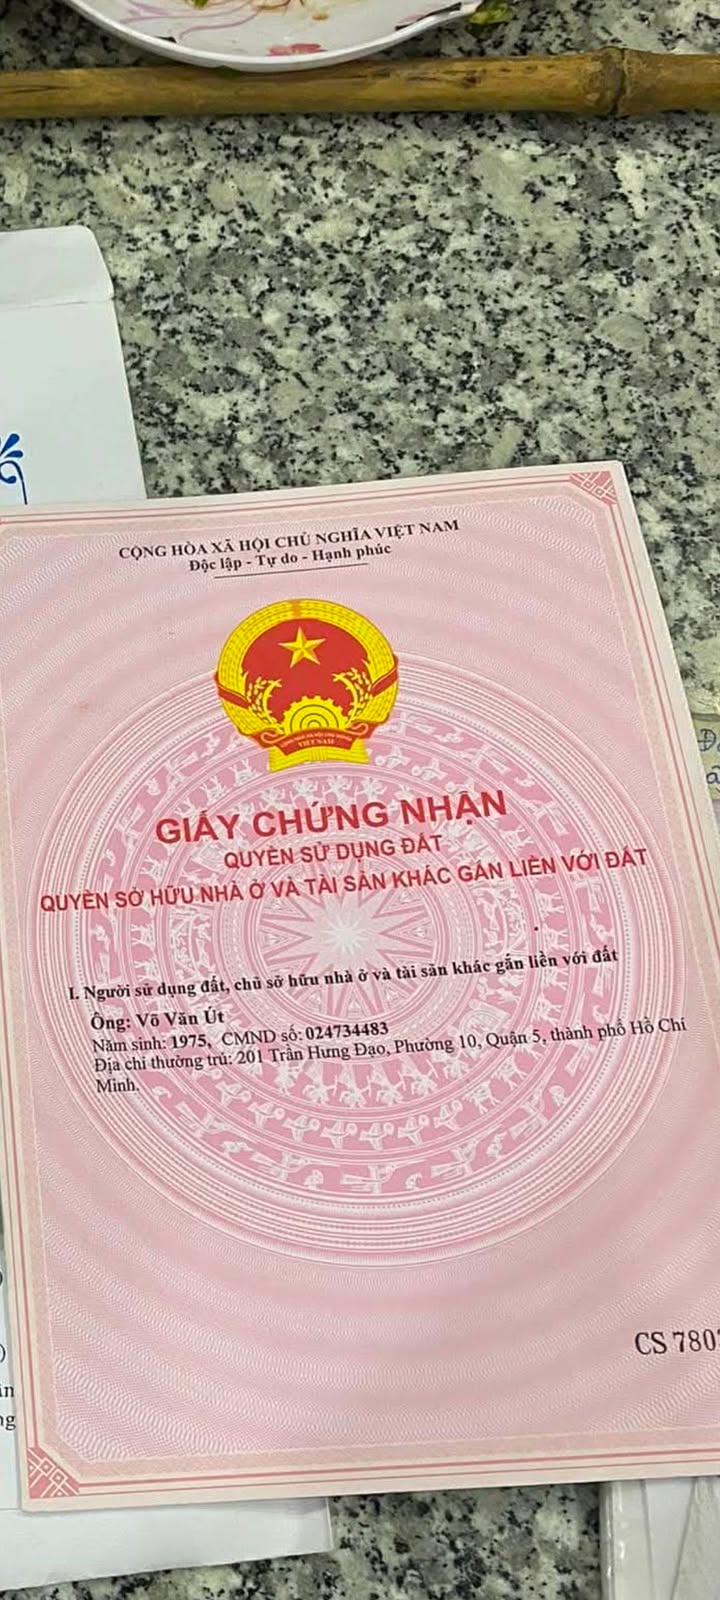 CỘNG HÒA XÃ HỘI CHỦ NGHĨA VIỆT NAM
Độc lập - Tự do - Hạnh phúc
VIỆT NAM
GIẤY CHỨNG NHẬN
QUYỀN SỬ DỤNG ĐẤT
QUYỀN SỞ HỮU NHÀ Ở VÀ TÀI SẢN KHÁC GẮN LIỀN VỚI ĐẤT
I. Người sử dụng đất, chủ sở hữu nhà ở và tài sản khác gắn liền với đất
Ông: Võ Văn Út
Năm sinh: 1975, CMND số: 024734483
Địa chỉ thường trú: 201 Trần Hưng Đạo, Phường 10, Quận 5, thành phố Hồ Chí
Minh.
CS 780